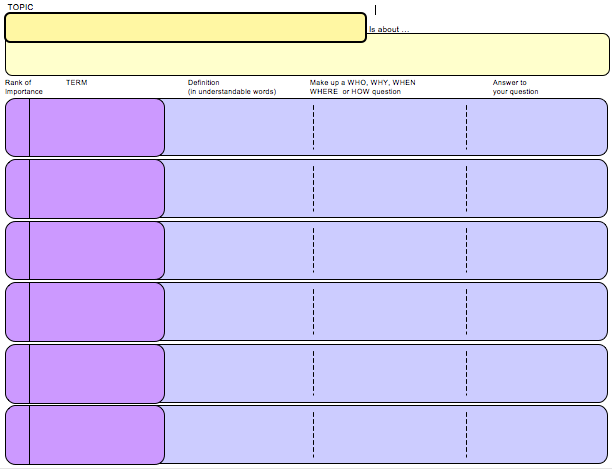 TOPIC
Is about ...
Rank of
Importance
TERM
Definition
(in understandable words)
Make up a WHO, WHY, WHEN
WHERE or HOW question
Answer to
your question